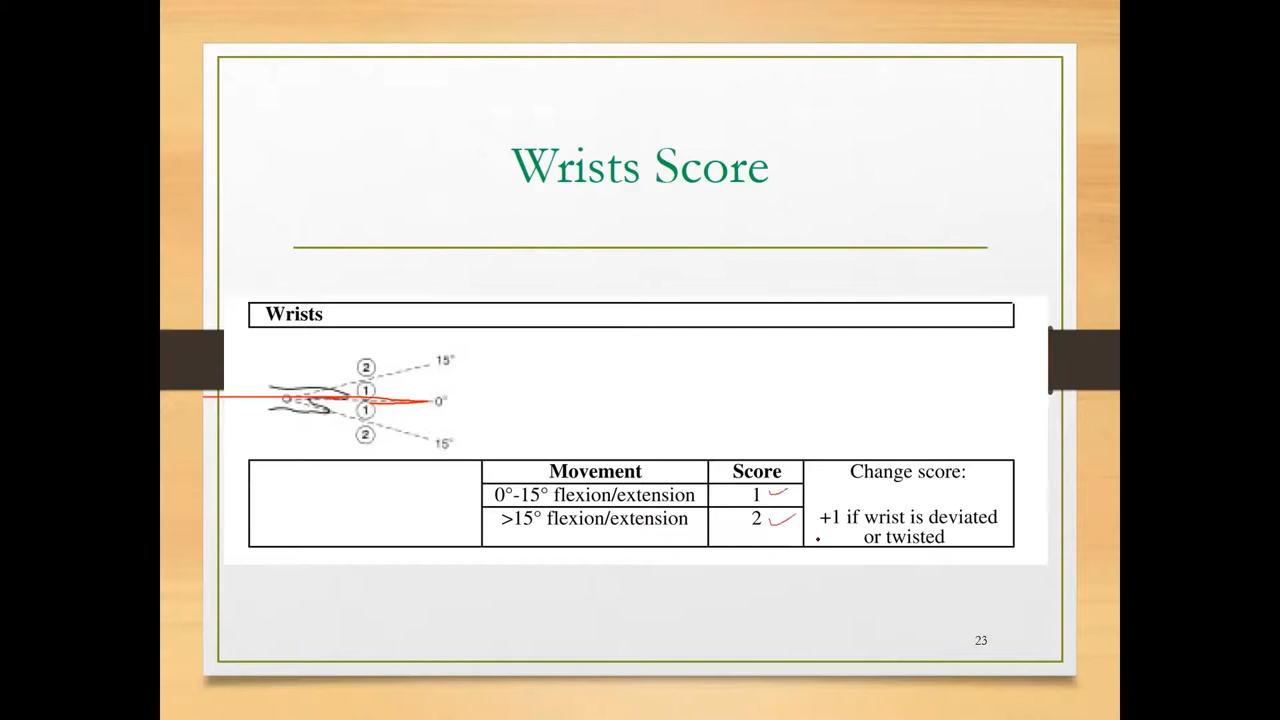 Wrists Score
Wrists
2
15°
1
0°
1
2
15°
Movement Score Change score:
0°-15° flexion/extension 1
>15° flexion/extension 2 +1 if wrist is deviated
or twisted
23